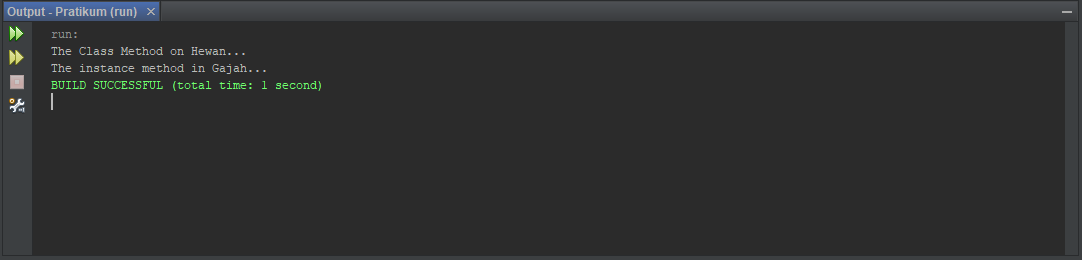 Output - Pratikum (run)
run:
The Class Method on Hewan...
The instance method in Gajah...
BUILD SUCCESSFUL (total time: 1 second)